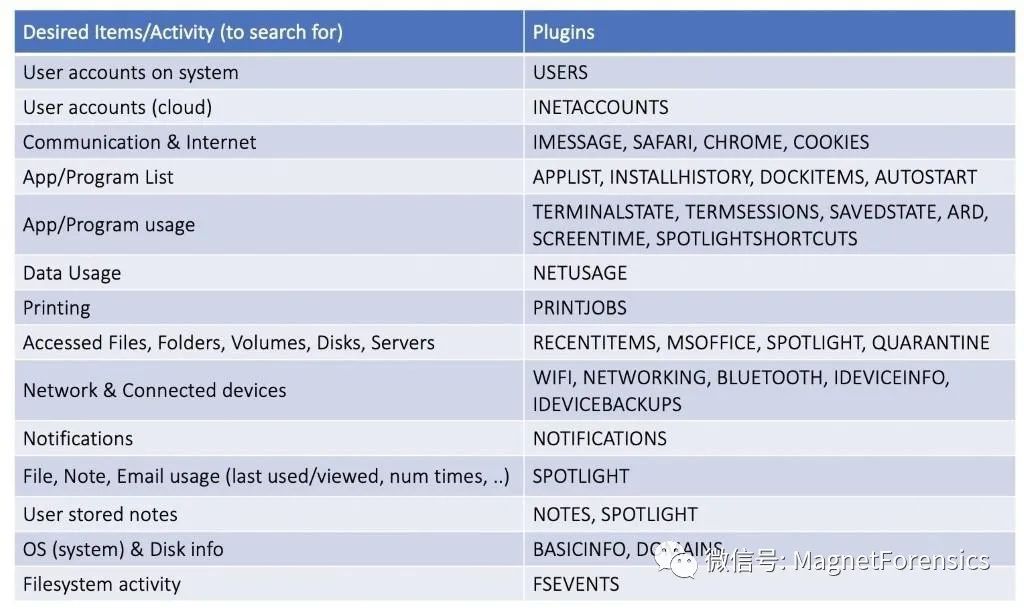 Desired Items/Activity (to search for) Plugins
User accounts on system USERS
User accounts (cloud) INETACCOUNTS
Communication & Internet IMESSAGE, SAFARI, CHROME, COOKIES
App/Program List APPLIST, INSTALLHISTORY, DOCKITEMS, AUTOSTART
App/Program usage TERMINALSTATE, TERMSESSIONS, SAVEDSTATE, ARD,
SCREENTIME, SPOTLIGHTSHORTCUTS
Data Usage NETUSAGE
Printing PRINTJOBS
Accessed Files, Folders, Volumes, Disks, Servers RECENTITEMS, MSOFFICE, SPOTLIGHT, QUARANTINE
Network & Connected devices WIFI, NETWORKING, BLUETOOTH, IDEVICEINFO,
IDEVICEBACKUPS
Notifications NOTIFICATIONS
File, Note, Email usage (last used/viewed, num times, ..) SPOTLIGHT
User stored notes NOTES, SPOTLIGHT
OS (system) & Disk info BASICINFO, DOMAINS
微信号: MagnetForensics
Filesystem activity FSEVENTS